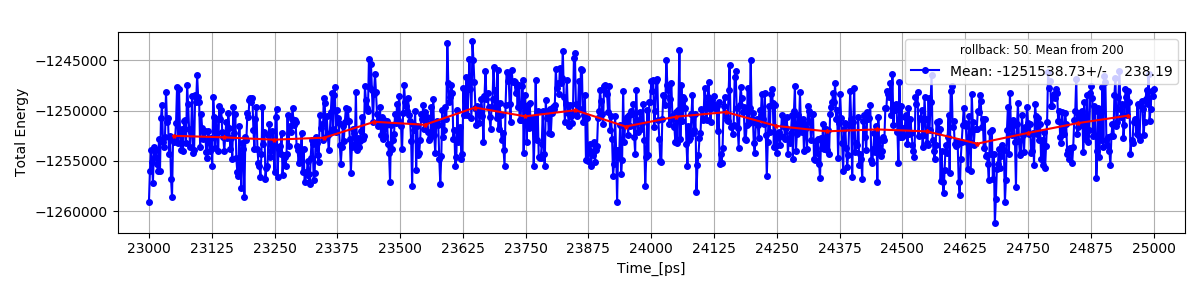 rollback: 50. Mean from 200
Mean: -1251538.73+/- 238.19
Total Energy
−1245000
−1250000
−1255000
−1260000
23000 23125 23250 23375 23500 23625 23750 23875 24000 24125 24250 24375 24500 24625 24750 24875 25000
Time_[ps]